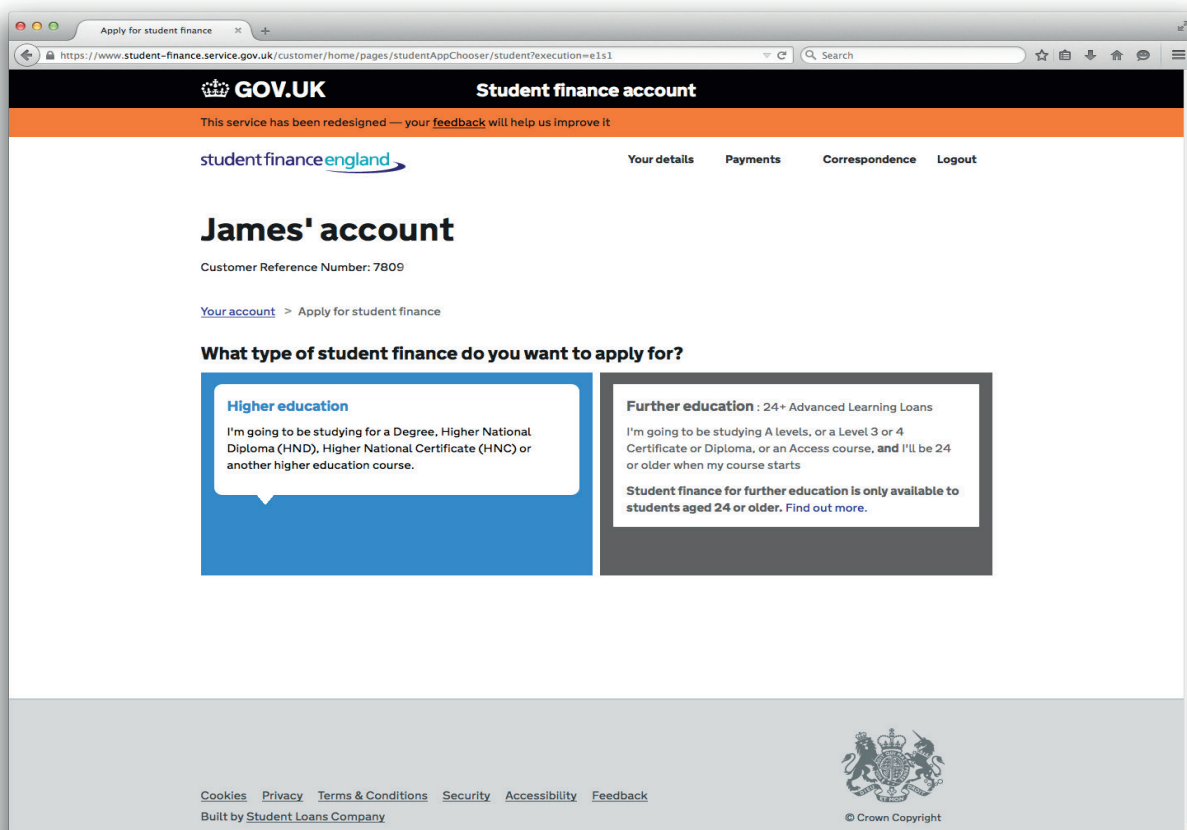 Apply for student finance
https://www.student-finance.service.gov.uk/customer/home/pages/studentAppChooser/student?execution=e1s1
Search
GOV.UK Student finance account
This service has been redesigned — your feedback will help us improve it
studentfinanceengland
Your details Payments Correspondence Logout
James' account
Customer Reference Number: 7809
Your account > Apply for student finance
What type of student finance do you want to apply for?
Higher education
I'm going to be studying for a Degree, Higher National
Diploma (HND), Higher National Certificate (HNC) or
another higher education course.
Further education : 24+ Advanced Learning Loans
I'm going to be studying A levels, or a Level 3 or 4
Certificate or Diploma, or an Access course, and I'll be 24
or older when my course starts
Student finance for further education is only available to
students aged 24 or older. Find out more.
Cookies Privacy Terms & Conditions Security Accessibility Feedback
Built by Student Loans Company
© Crown Copyright